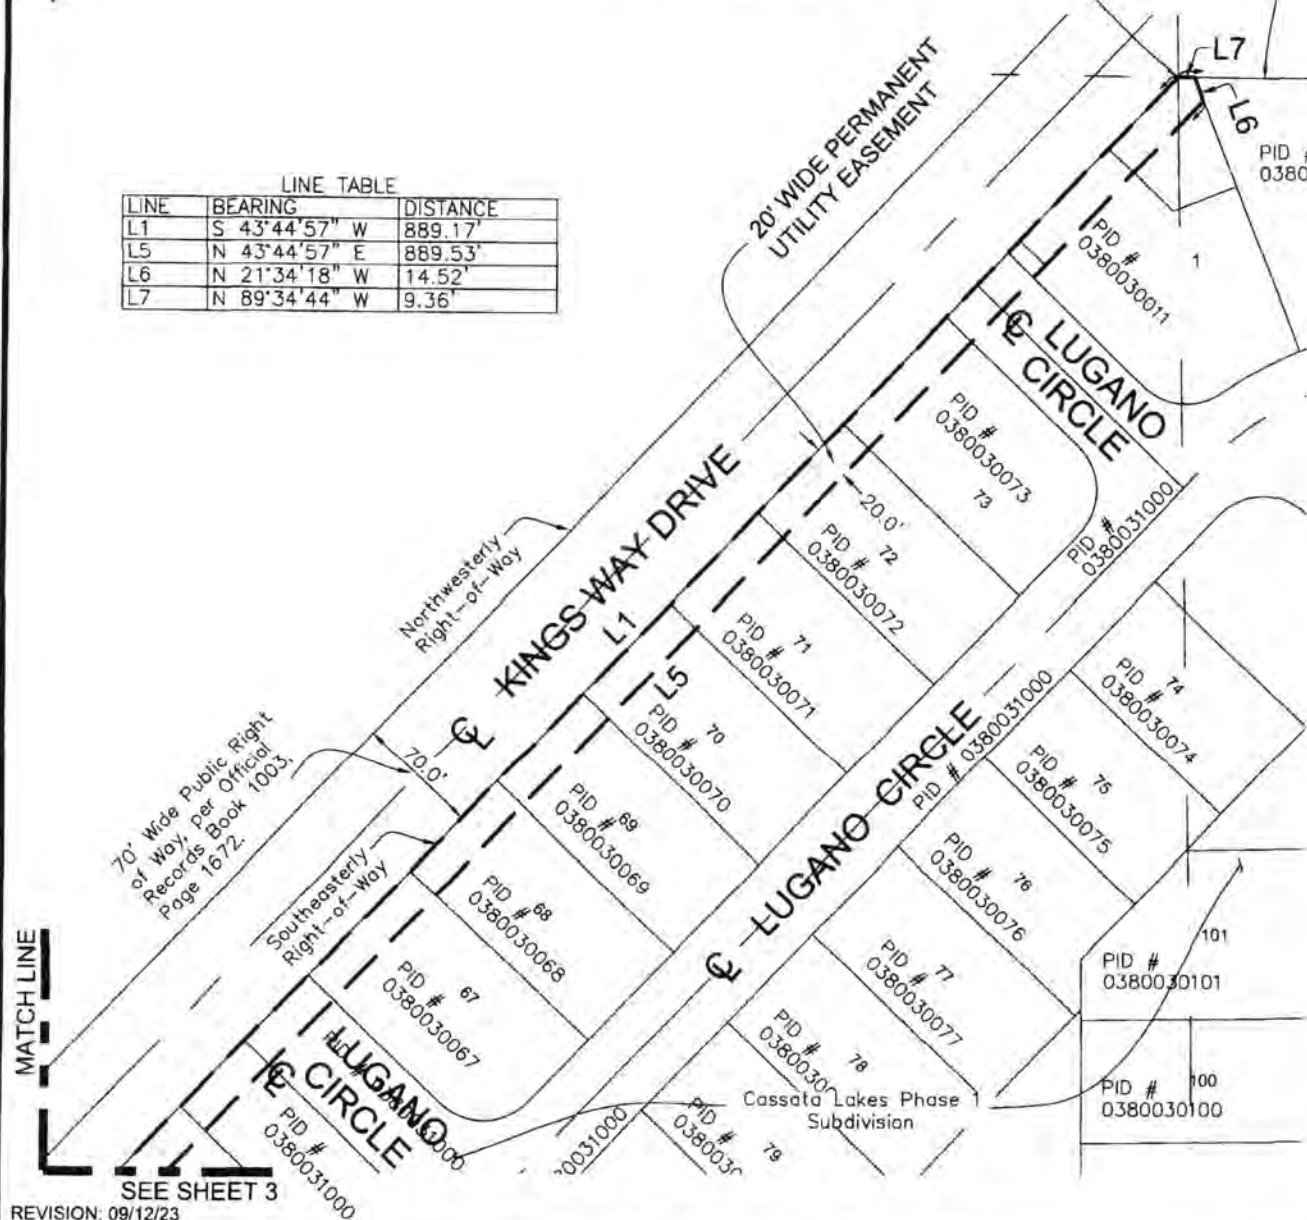 L7
L6
20' WIDE PERMANENT
UTILITY EASEMENT
LINE TABLE
LINE BEARING DISTANCE
L1 S 43°44'57" W 889.17'
L5 N 43°44'57" E 889.53'
L6 N 21°34'18" W 14.52'
L7 N 89°34'44" W 9.36'
PID #
0380
PID #
0380030011
1
℄ LUGANO
CIRCLE
PID #
0380030073
73
20.0'
PID #
0380031000
PID # 72
0380030072
Northwesterly
Right-of-Way
℄ KINGS WAY DRIVE
L1
L5
PID # 71
0380030071
PID # 70
0380030070
PID # 74
0380030074
PID # 75
0380030075
PID # 0380031000
℄ LUGANO CIRCLE
70' Wide Public Right
of Way, per Official
Records Book 1003,
Page 1672.
70.0'
PID # 69
0380030069
PID # 76
0380030076
Southeasterly
Right-of-Way
PID # 68
0380030068
PID # 77
0380030077
101
PID #
0380030101
PID # 67
0380030067
PID # 78
0380030
100
PID #
0380030100
MATCH LINE
℄ LUGANO
CIRCLE
PID #
0380031000
Cassata Lakes Phase 1
Subdivision
PID # 79
038003
0031000
SEE SHEET 3
REVISION: 09/12/23